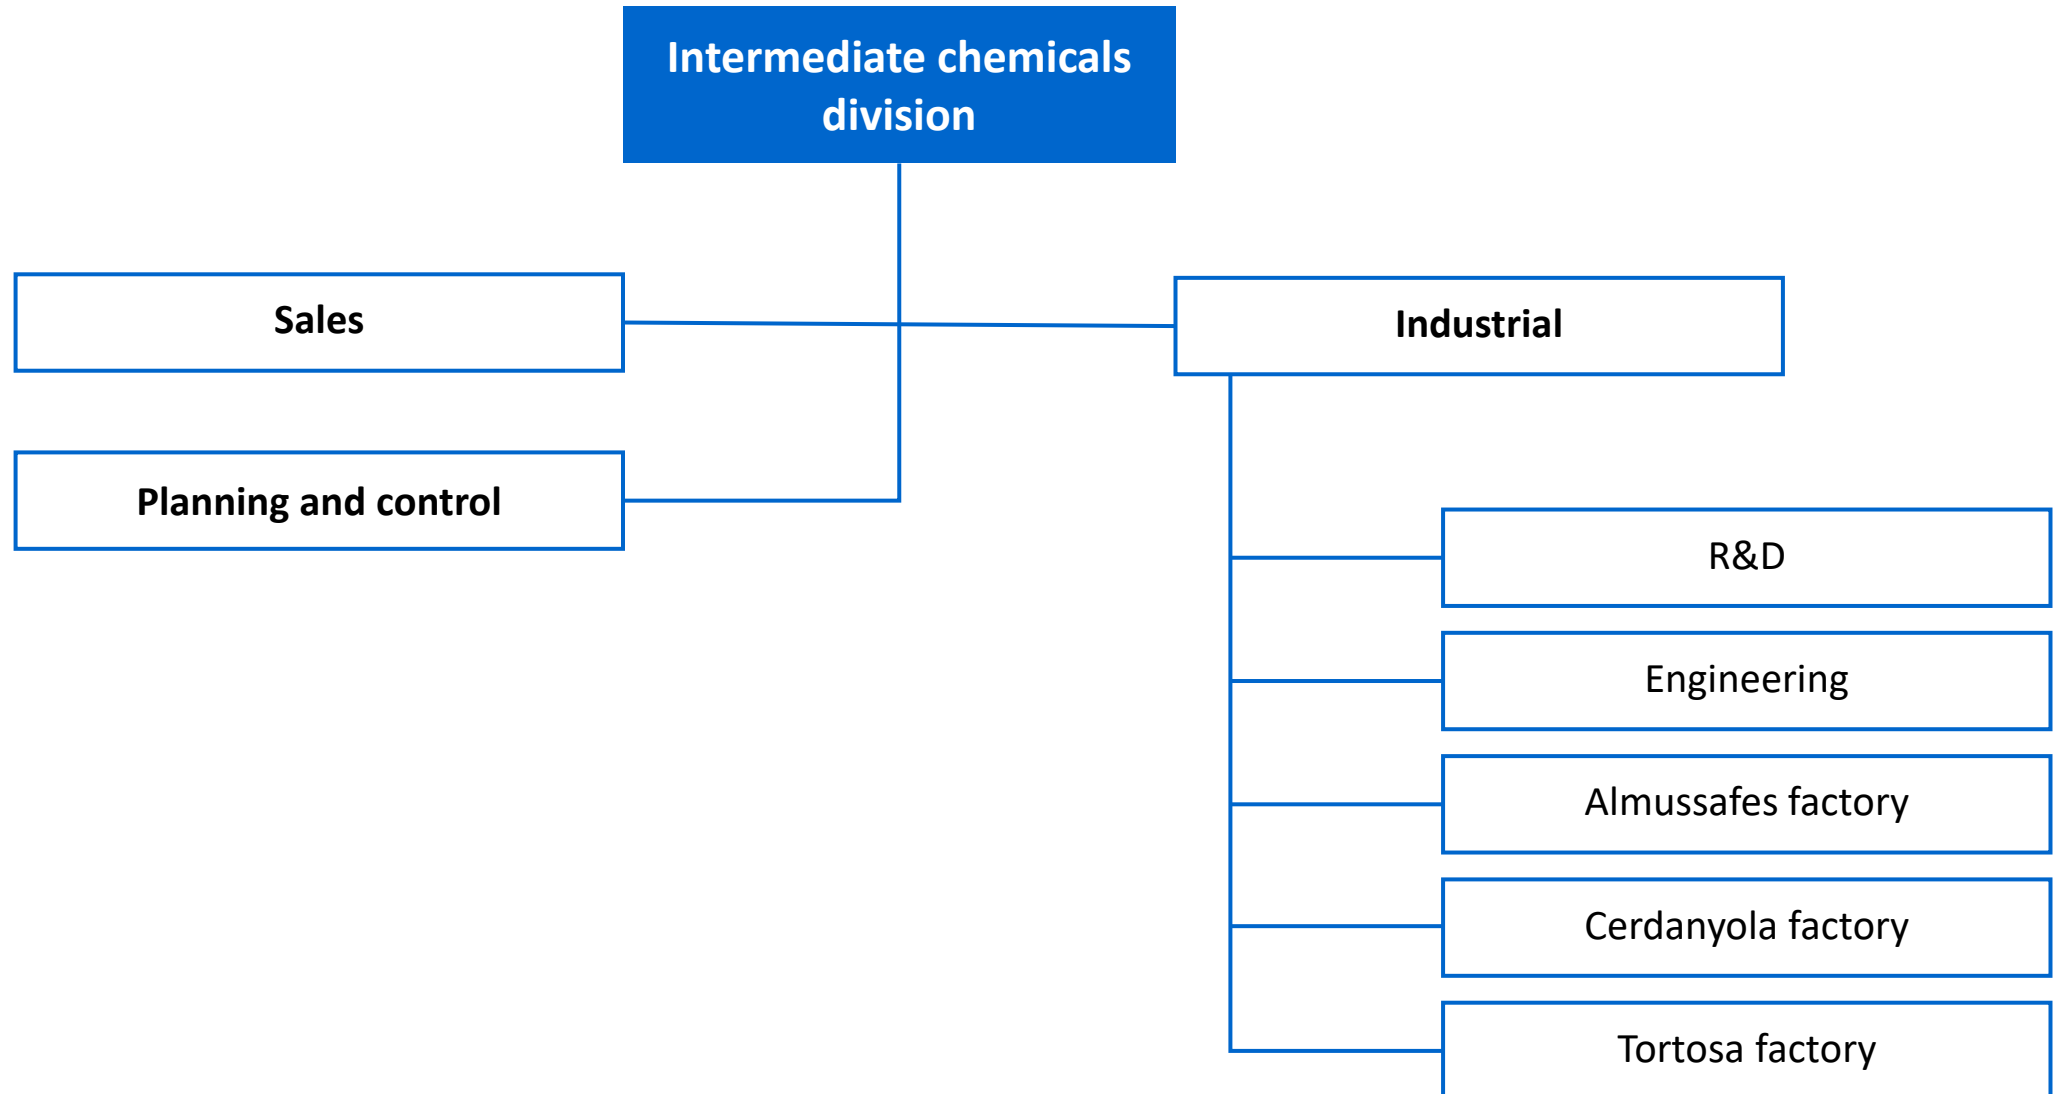 Intermediate chemicals
division
Sales
Industrial
Planning and control
R&D
Engineering
Almussafes factory
Cerdanyola factory
Tortosa factory